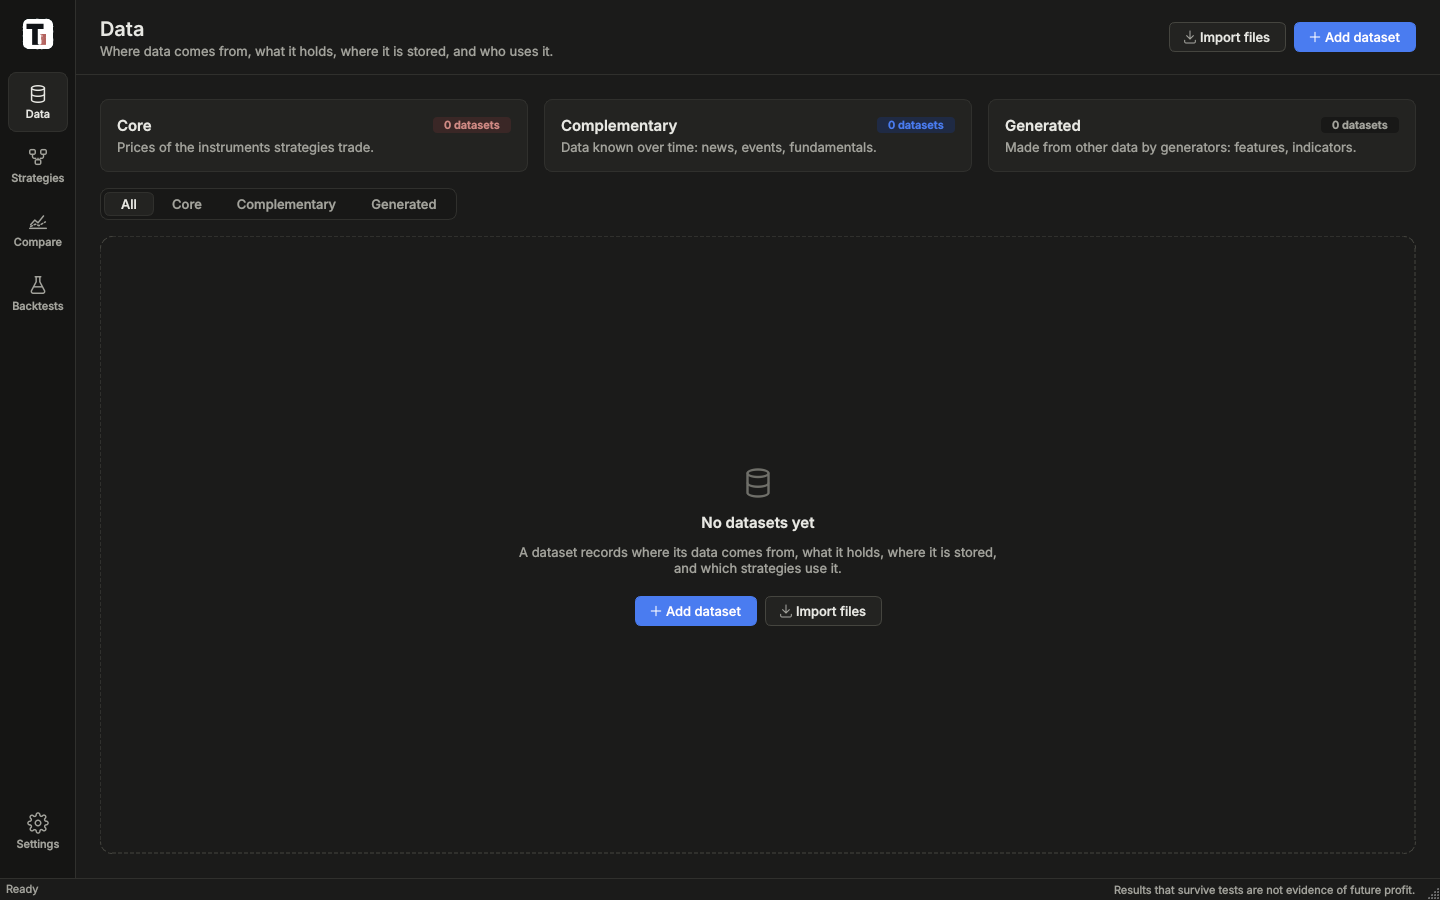 Data
Where data comes from, what it holds, where it is stored, and who uses it.
Import files
Add dataset
Data
Strategies
Compare
Backtests
Settings
Core
0 datasets
Prices of the instruments strategies trade.
Complementary
0 datasets
Data known over time: news, events, fundamentals.
Generated
0 datasets
Made from other data by generators: features, indicators.
All
Core
Complementary
Generated
No datasets yet
A dataset records where its data comes from, what it holds, where it is stored,
and which strategies use it.
Add dataset
Import files
Ready
Results that survive tests are not evidence of future profit.